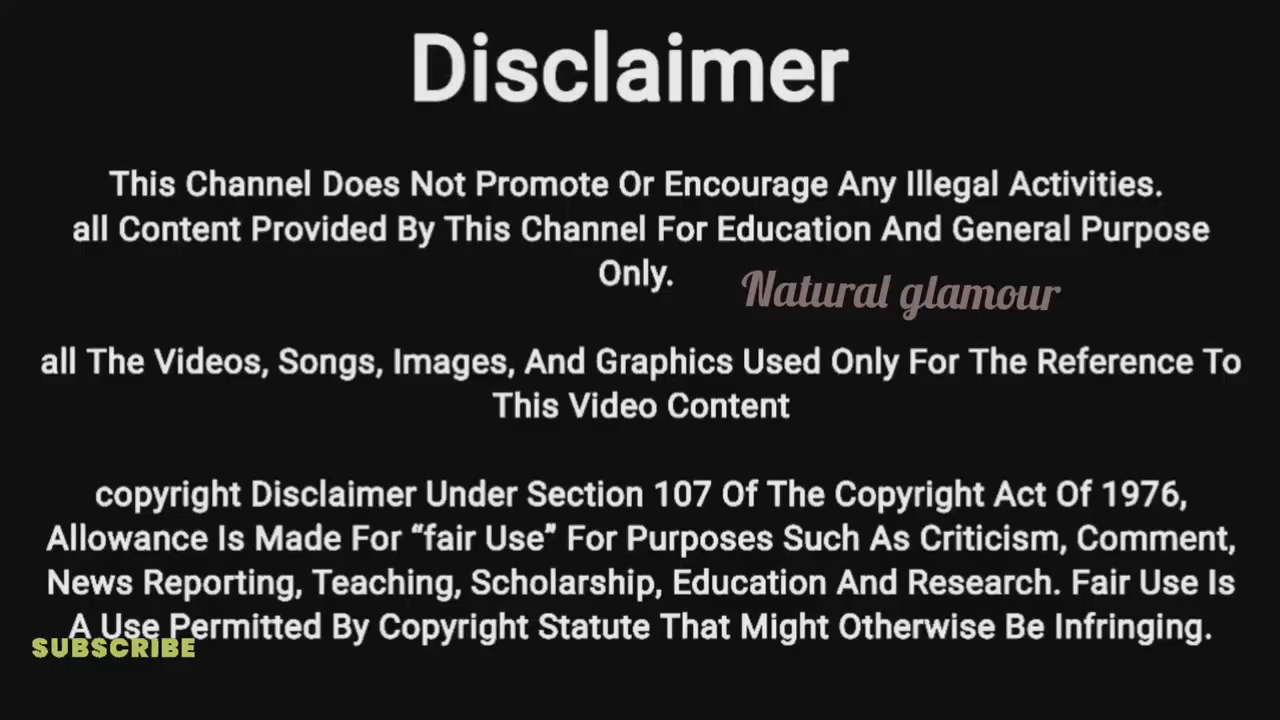 Disclaimer
This Channel Does Not Promote Or Encourage Any Illegal Activities.
all Content Provided By This Channel For Education And General Purpose
Only.
Natural glamour
all The Videos, Songs, Images, And Graphics Used Only For The Reference To
This Video Content
copyright Disclaimer Under Section 107 Of The Copyright Act Of 1976,
Allowance Is Made For “fair Use” For Purposes Such As Criticism, Comment,
News Reporting, Teaching, Scholarship, Education And Research. Fair Use Is
A Use Permitted By Copyright Statute That Might Otherwise Be Infringing.
SUBSCRIBE